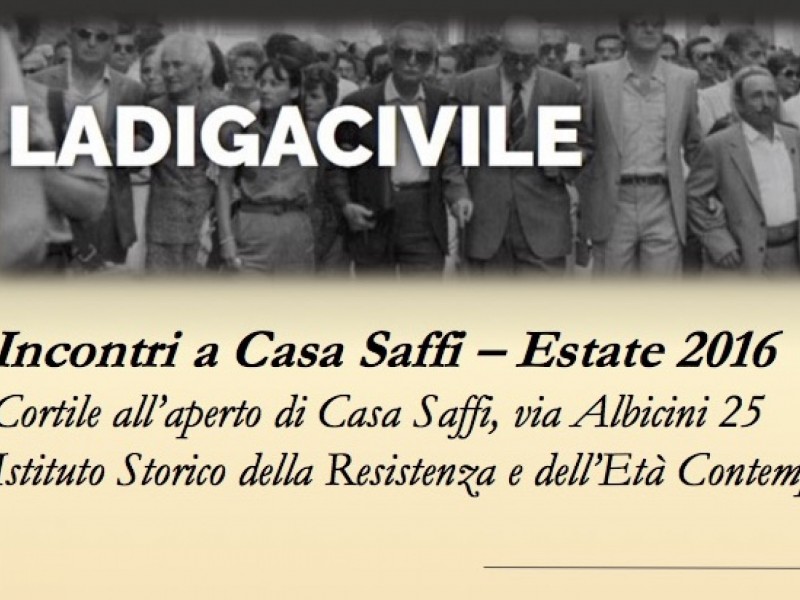 LADIGACIVILE
Incontri a Casa Saffi – Estate 2016
Cortile all'aperto di Casa Saffi, via Albicini 25
Istituto Storico della Resistenza e dell'Età Contemp